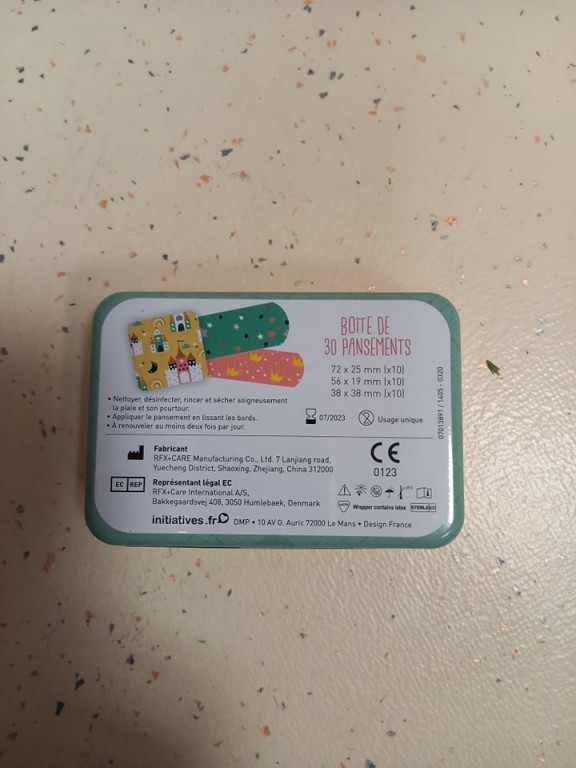 BOÎTE DE
30 PANSEMENTS
72 x 25 mm (x10)
56 x 19 mm (x10)
38 x 38 mm (x10)
• Nettoyer, désinfecter, rincer et sécher soigneusement
la plaie et son pourtour.
• Appliquer le pansement en lissant les bords.
• À renouveler au moins deux fois par jour.
07/2023
Usage unique
07013891 / 1405 - 0320
Fabricant
RFX+CARE Manufacturing Co., Ltd. 7 Lanjiang road,
Yuecheng District, Shaoxing, Zhejiang, China 312000
CE
0123
EC REP
Représentant légal EC
RFX+Care International A/S,
Bakkegaardsvej 408, 3050 Humlebaek, Denmark
Wrapper contains latex
initiatives.fr
DMP • 10 AV G. Auric 72000 Le Mans • Design France